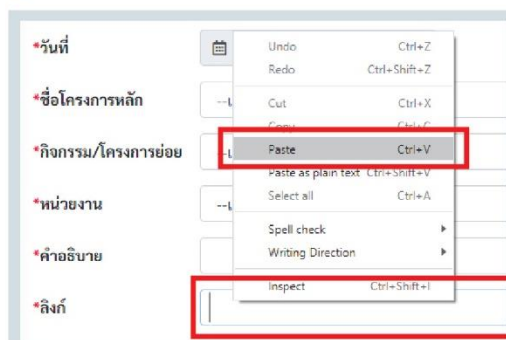 *วันที่
*ชื่อโครงการหลัก
*กิจกรรม/โครงการย่อย
*หน่วยงาน
*คำอธิบาย
*ลิงก์
Undo Ctrl+Z
Redo Ctrl+Shift+Z
Cut Ctrl+X
Copy Ctrl+C
Paste Ctrl+V
Paste as plain text Ctrl+Shift+V
Select all Ctrl+A
Spell check
Writing Direction
Inspect Ctrl+Shift+I